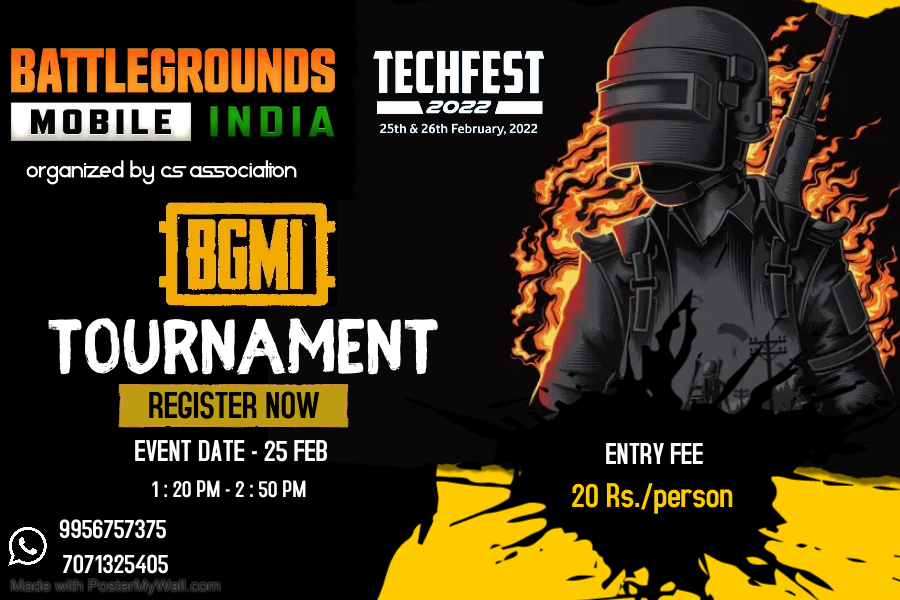 BATTLEGROUNDS
MOBILE INDIA
organized by cs association
TECHFEST
2022
25th & 26th February, 2022
BGMI
TOURNAMENT
REGISTER NOW
EVENT DATE - 25 FEB
1 : 20 PM - 2 : 50 PM
ENTRY FEE
20 Rs./person
9956757375
7071325405
Made with PosterMyWall.com